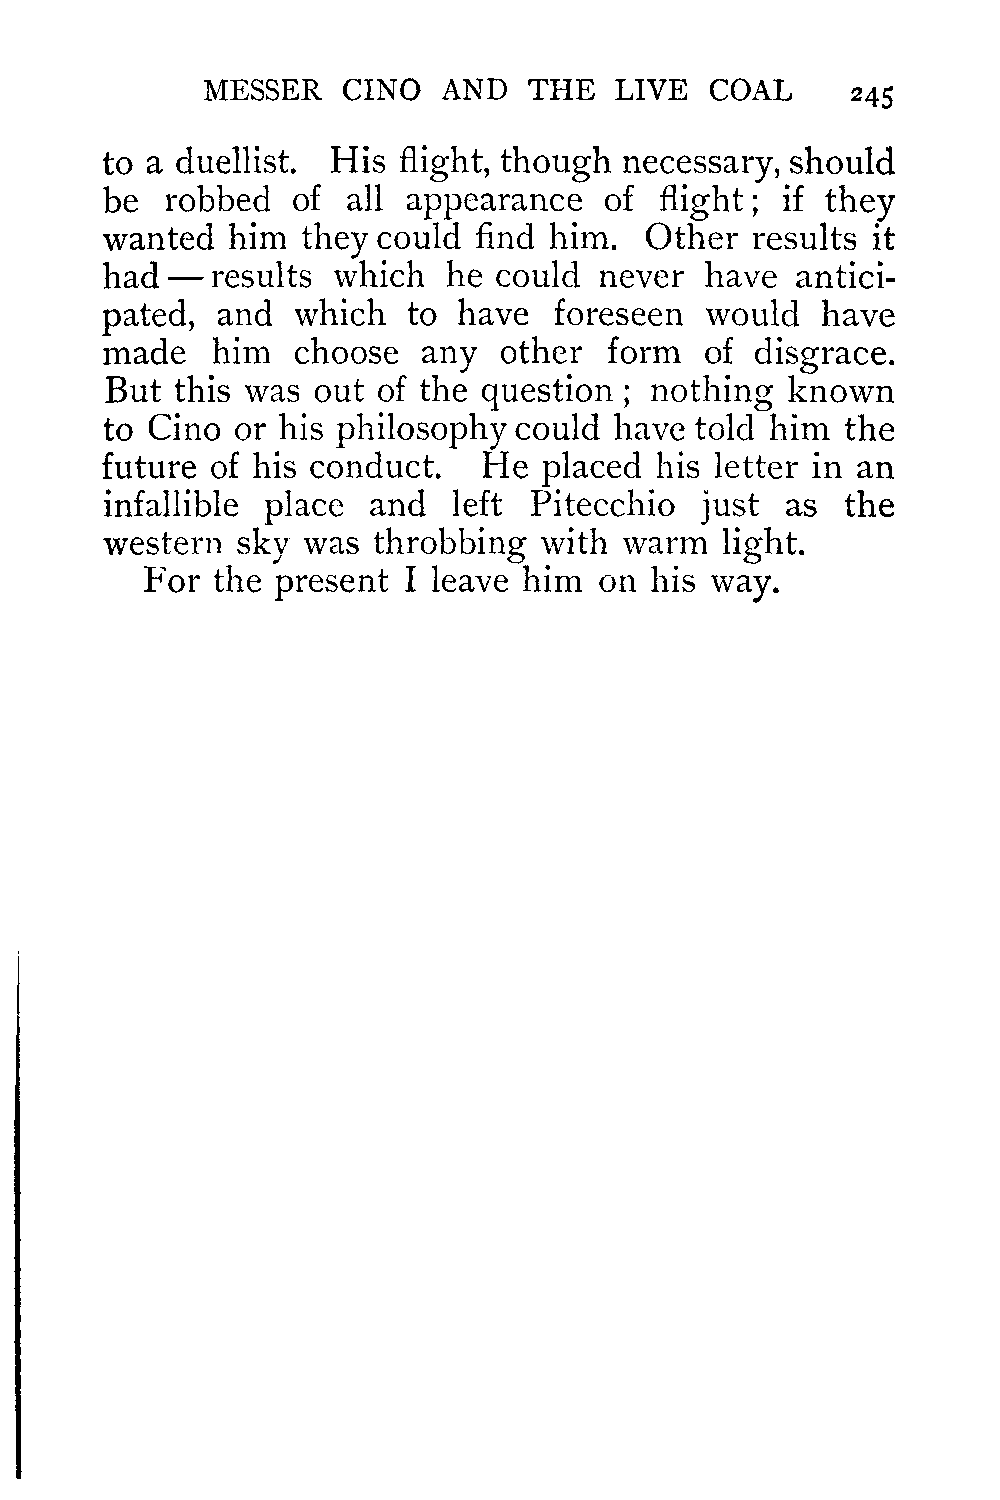 MESSER CINO AND THE LIVE COAL 245
to a duellist. His flight, though necessary, should
be robbed of all appearance of flight; if they
wanted him they could find him. Other results it
had — results which he could never have antici-
pated, and which to have foreseen would have
made him choose any other form of disgrace.
But this was out of the question; nothing known
to Cino or his philosophy could have told him the
future of his conduct. He placed his letter in an
infallible place and left Pitecchio just as the
western sky was throbbing with warm light.
For the present I leave him on his way.